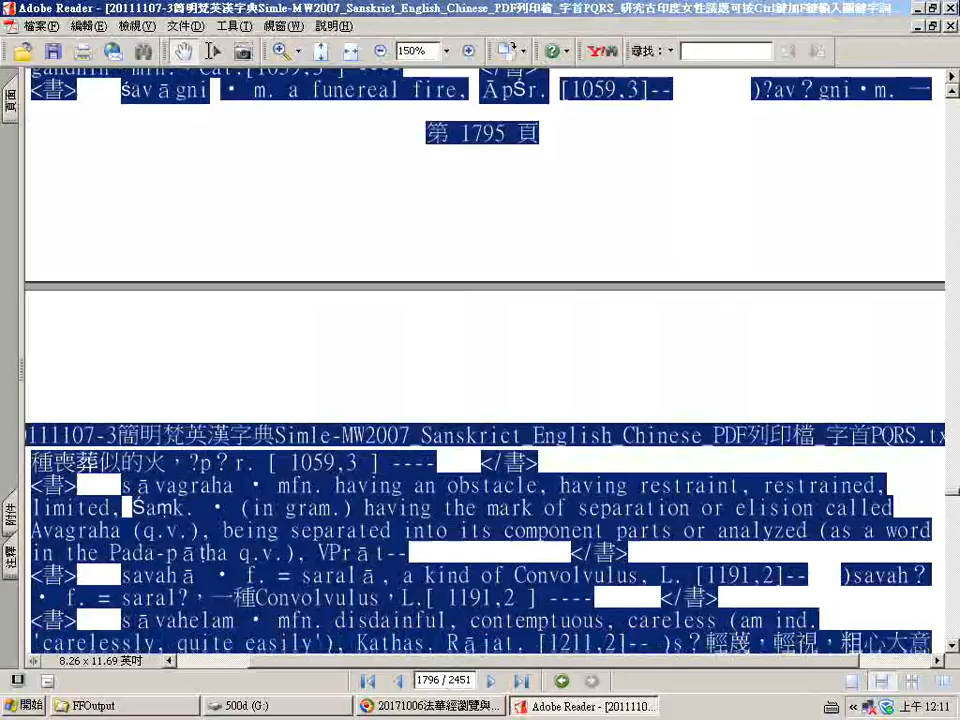 Adobe Reader - [20111107-3簡明梵英漢字典Simle-MW2007_Sanskrict_English_Chinese_PDF列印檔_字首PQRS_研究古印度女性議題可按Ctrl鍵加F鍵輸入關鍵字詞
檔案(F) 編輯(E) 檢視(V) 文件(D) 工具(T) 視窗(W) 說明(H)
150% 尋找：
頁面
<書> śavāgni • m. a funereal fire, ĀpŚr. [1059,3]-- )?av?gni•m. 一
第 1795 頁
111107-3簡明梵英漢字典Simle-MW2007_Sanskrict_English_Chinese_PDF列印檔_字首PQRS.tx
種喪葬似的火，?p？r. [ 1059,3 ] ---- </書>
<書> sāvagraha • mfn. having an obstacle, having restraint, restrained,
limited, Śaṃk. • (in gram.) having the mark of separation or elision called
Avagraha (q.v.), being separated into its component parts or analyzed (as a word
in the Pada-pāṭha q.v.), VPrāt-- </書>
<書> savahā • f. = saralā, a kind of Convolvulus, L. [1191,2]-- )savah？
• f. = saral?，一種Convolvulus，L.[ 1191,2 ] ---- </書>
<書> sāvahelam • mfn. disdainful, contemptuous, careless (am ind.
'carelessly, quite easily'), Kathas. Rājat. [1211,2]-- )s？輕蔑，輕視，粗心大意
附件
注釋
8.26 x 11.69 英吋
1796 / 2451
開始 FFOutput 500d (G:) 20171006法華經瀏覽與... Adobe Reader - [2011110... 上午 12:11